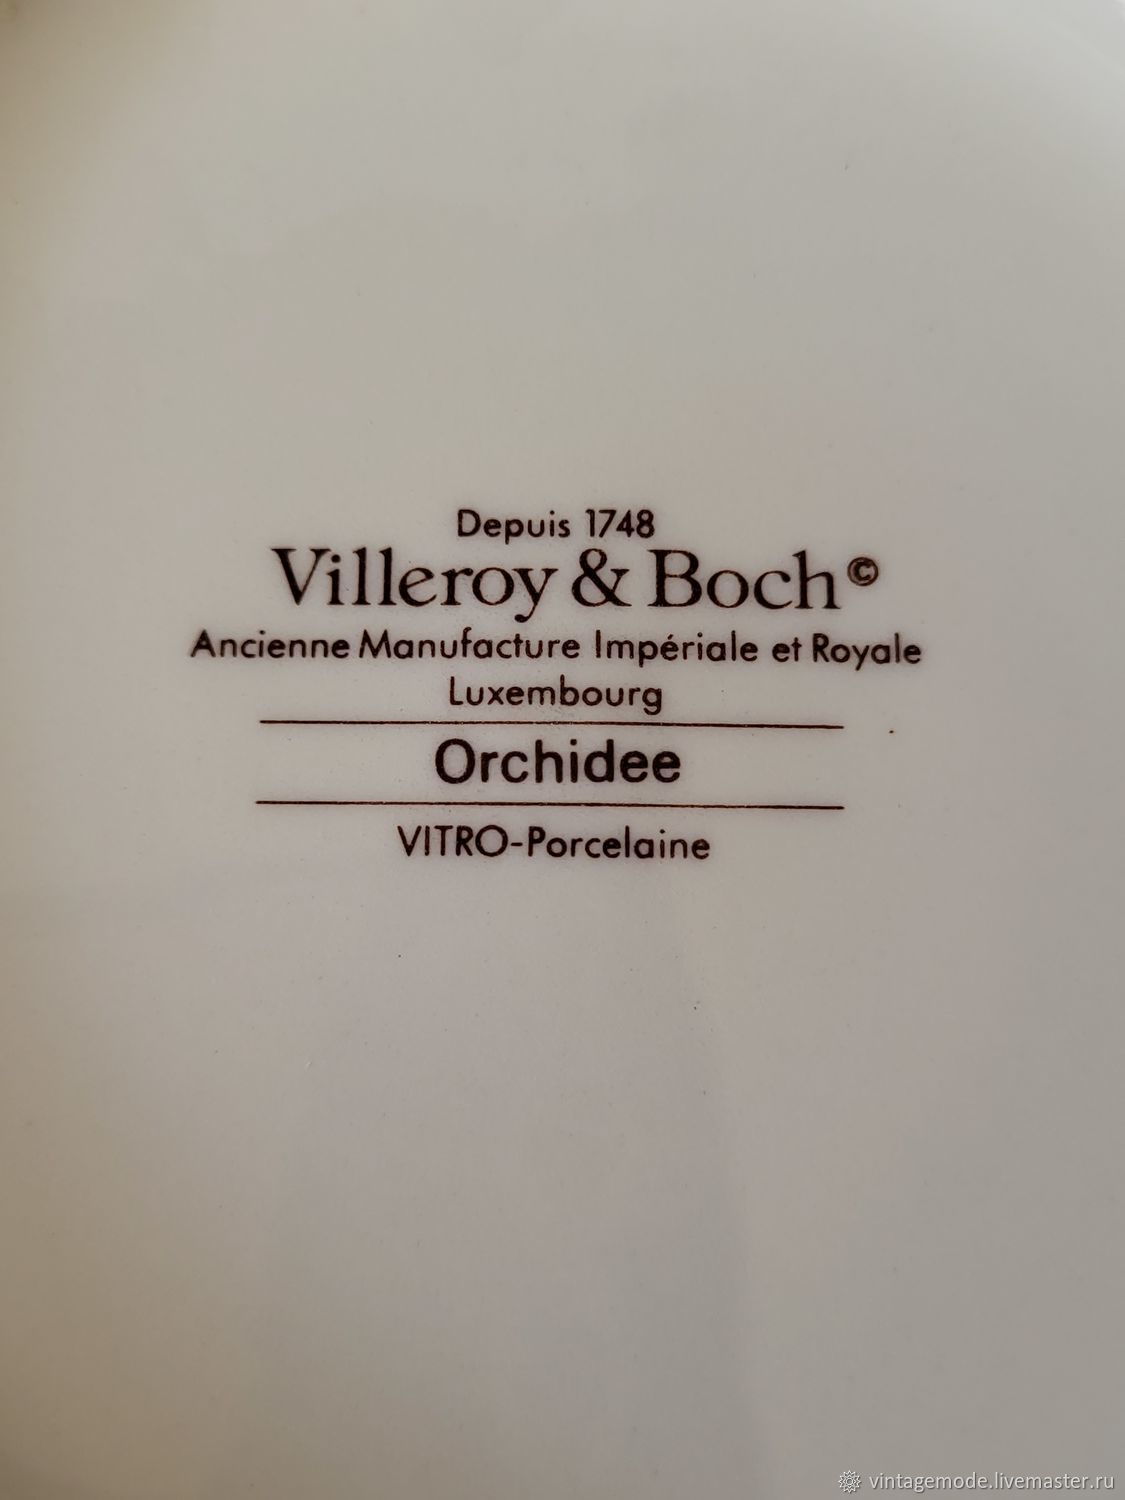 Depuis 1748
Villeroy & Boch©
Ancienne Manufacture Impériale et Royale
Luxembourg
Orchidee
VITRO-Porcelaine
vintagemode.livemaster.ru